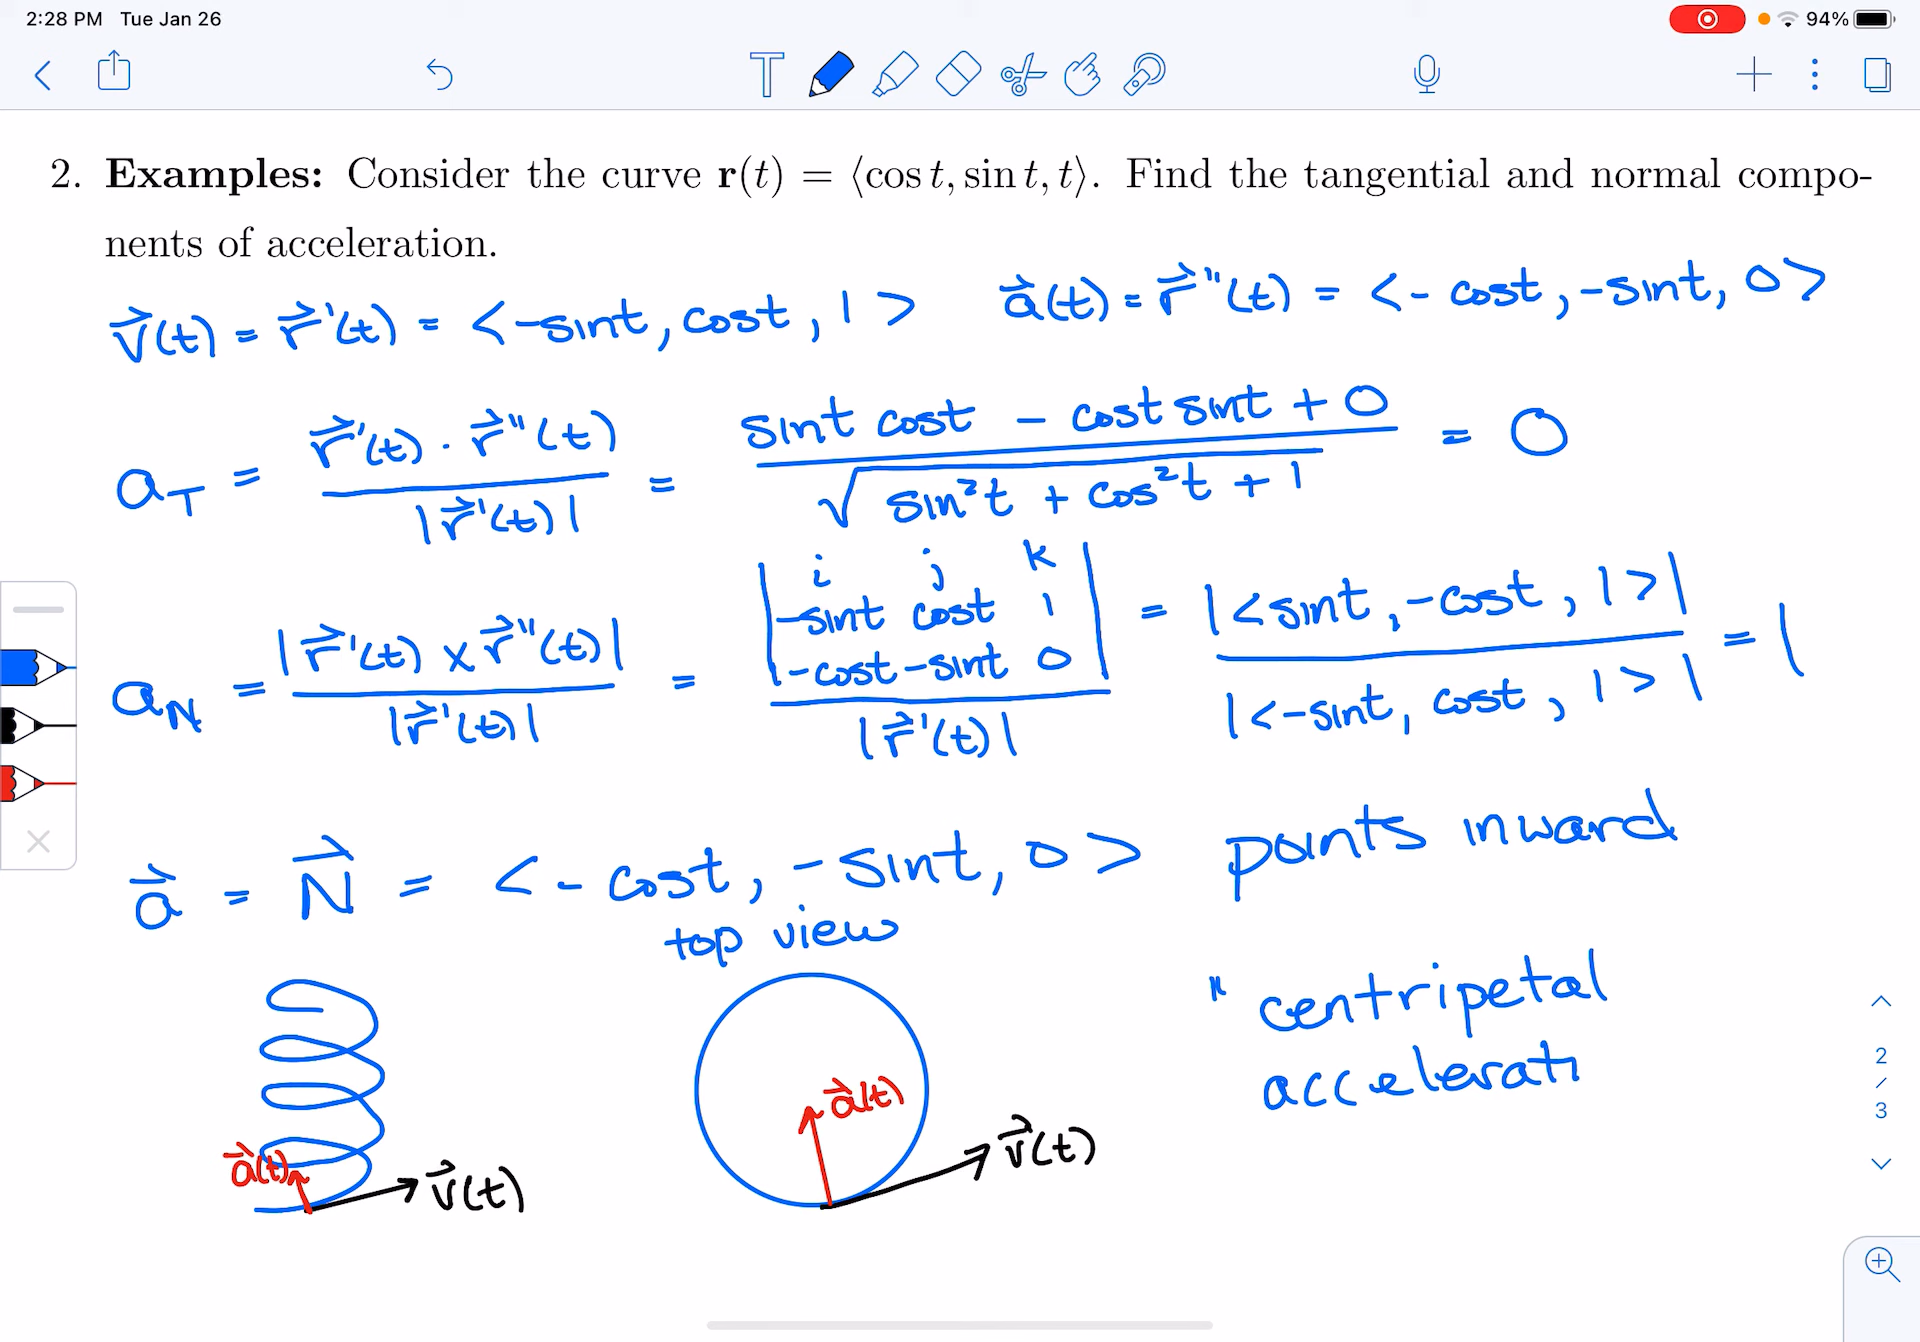 2:28 PM Tue Jan 26
94%
2. Examples: Consider the curve r(t) = ⟨cos t, sin t, t⟩. Find the tangential and normal compo-
nents of acceleration.
v⃗(t) = r⃗'(t) = <-sint, cost, 1> a⃗(t) = r⃗''(t) = <-cost, -sint, 0>
a_T = r⃗'(t) · r⃗''(t) / |r⃗'(t)| = sint cost - cost sint + 0 / √(sin²t + cos²t + 1) = 0
a_N = |r⃗'(t) × r⃗''(t)| / |r⃗'(t)| = | i j k | -sint cost 1 | -cost -sint 0 | / |r⃗'(t)| = |<sint, -cost, 1>| / |<-sint, cost, 1>| = 1
a⃗ = N⃗ = <-cost, -sint, 0> points inward
top view
"centripetal
accelerati
a⃗(t)
v⃗(t)
a⃗(t)
v⃗(t)
2
/
3